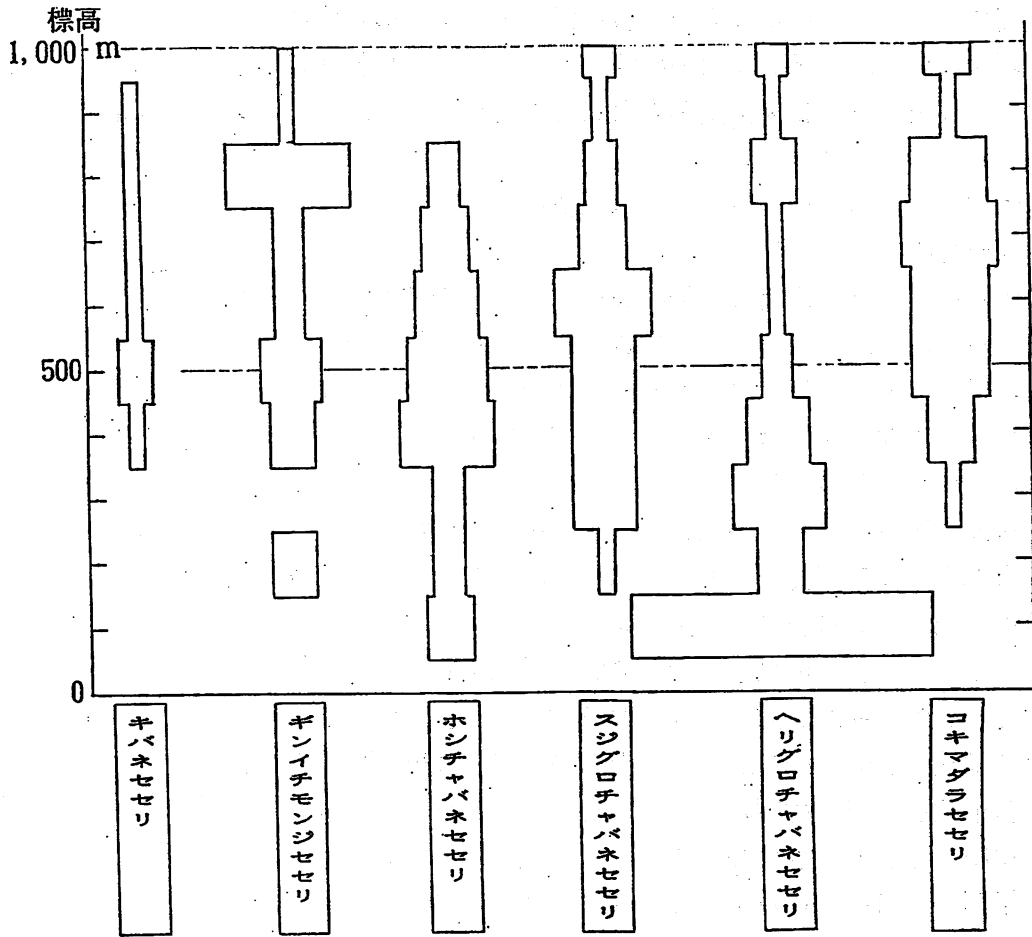 標高
1,000 m
500
0
キバネセセリ
ギンイチモンジセセリ
ホシチャバネセセリ
スジグロチャバネセセリ
ヘリグロチャバネセセリ
コキマダラセセリ